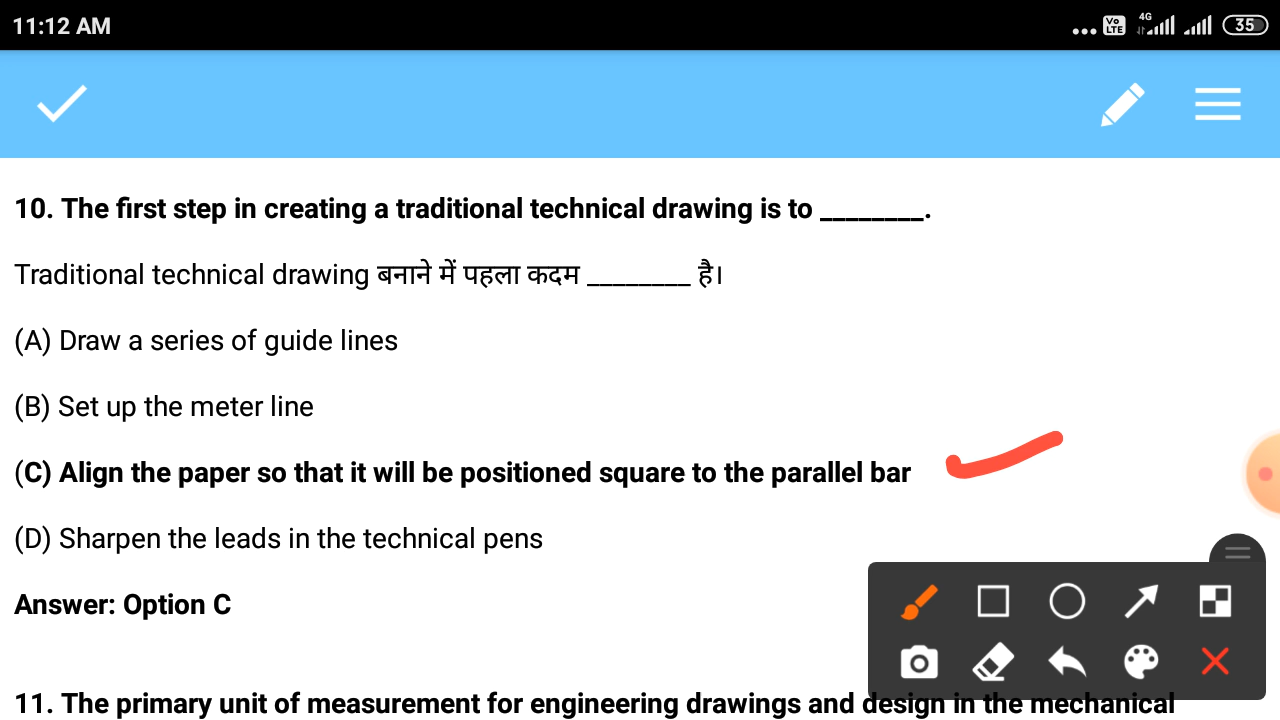 11:12 AM
Vo LTE 4G 35
10. The first step in creating a traditional technical drawing is to ________.
Traditional technical drawing बनाने में पहला कदम ________ है।
(A) Draw a series of guide lines
(B) Set up the meter line
(C) Align the paper so that it will be positioned square to the parallel bar
(D) Sharpen the leads in the technical pens
Answer: Option C
11. The primary unit of measurement for engineering drawings and design in the mechanical